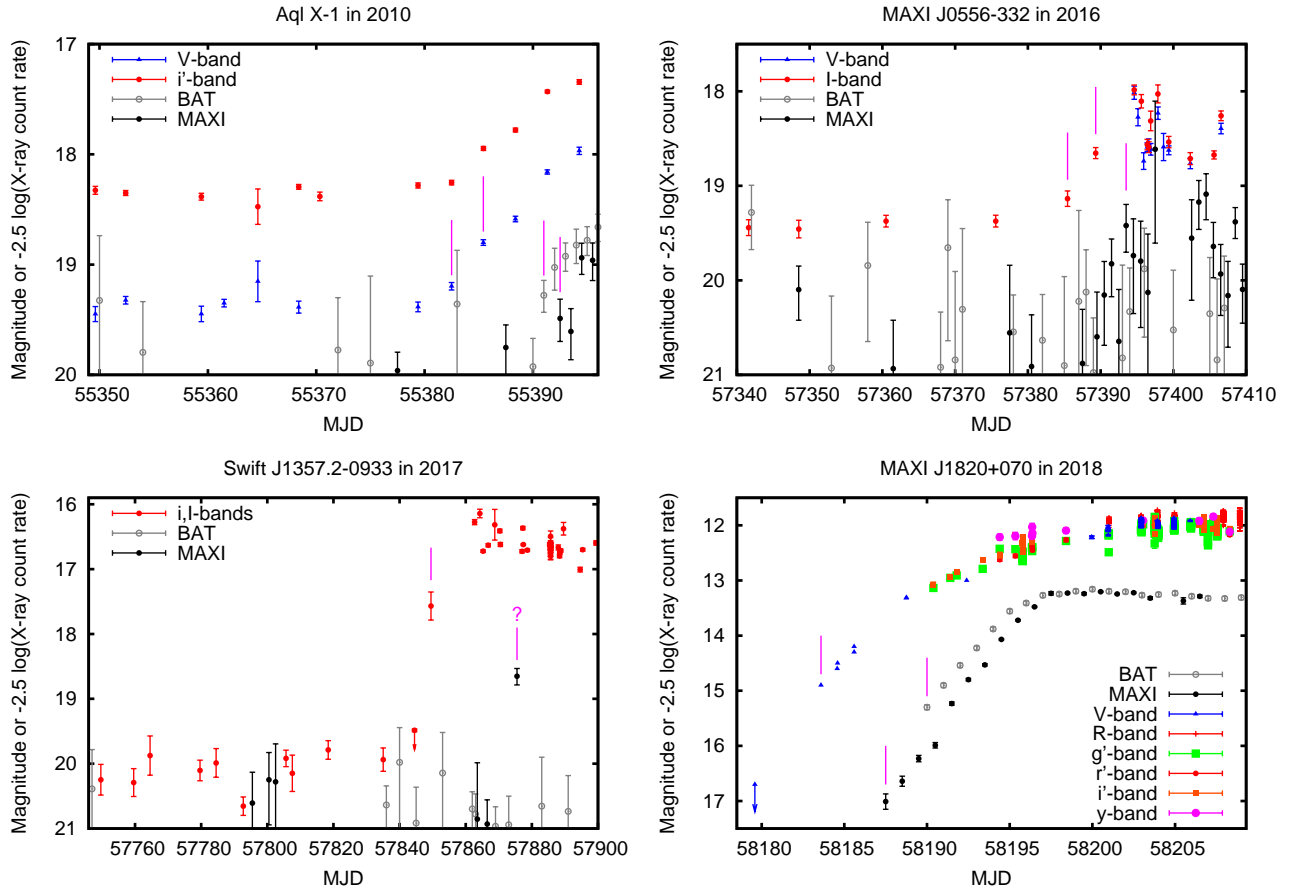 Aql X-1 in 2010
Magnitude or -2.5 log(X-ray count rate)
17
18
19
20
V-band
i'-band
BAT
MAXI
55350 55360 55370 55380 55390
MJD
MAXI J0556-332 in 2016
Magnitude or -2.5 log(X-ray count rate)
18
19
20
21
V-band
I-band
BAT
MAXI
57340 57350 57360 57370 57380 57390 57400 57410
MJD
Swift J1357.2-0933 in 2017
Magnitude or -2.5 log(X-ray count rate)
16
17
18
19
20
21
i,I-bands
BAT
MAXI
?
57760 57780 57800 57820 57840 57860 57880 57900
MJD
MAXI J1820+070 in 2018
Magnitude or -2.5 log(X-ray count rate)
12
13
14
15
16
17
BAT
MAXI
V-band
R-band
g'-band
r'-band
i'-band
y-band
58180 58185 58190 58195 58200 58205
MJD